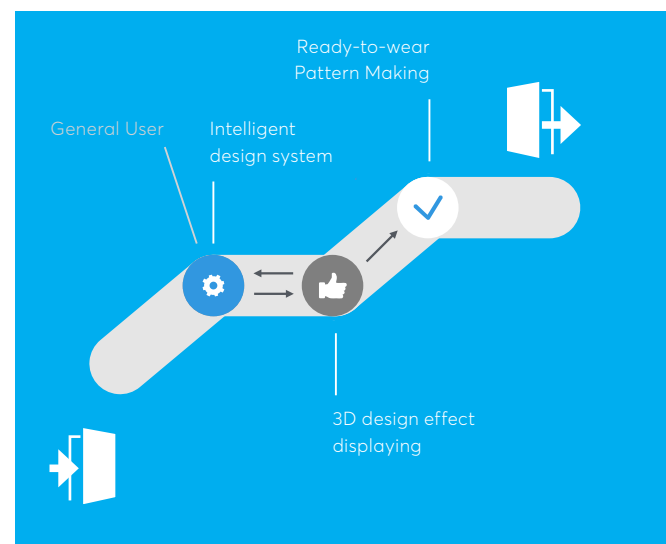 Ready-to-wear
Pattern Making
General User
Intelligent
design system
3D design effect
displaying